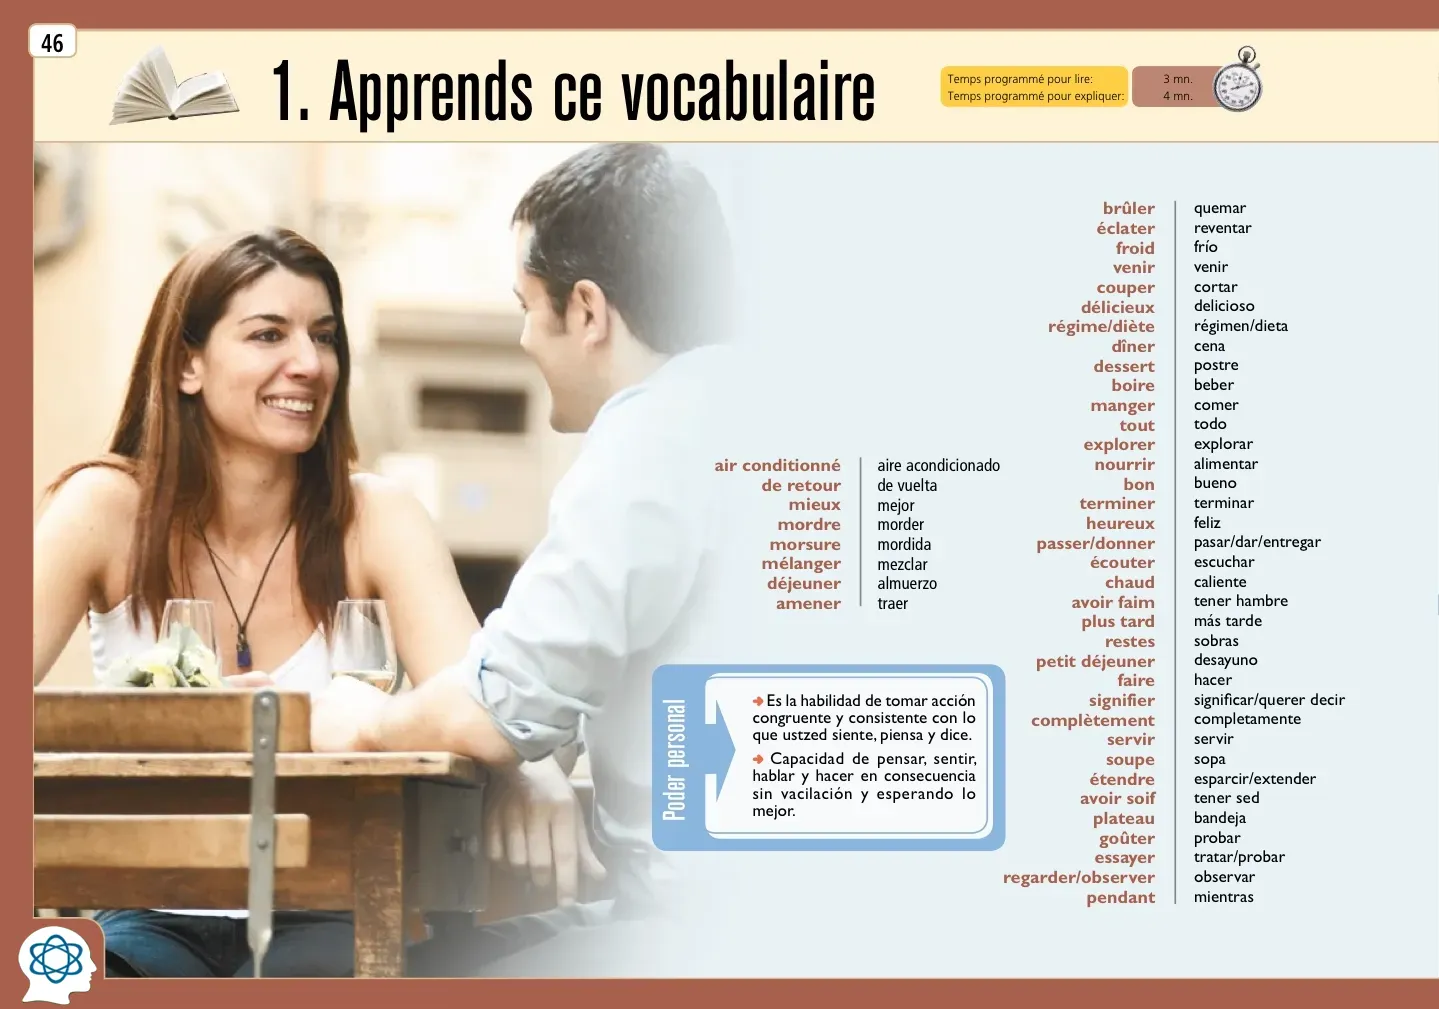 46
1. Apprends ce vocabulaire
Temps programmé pour lire: 3 mn.
Temps programmé pour expliquer: 4 mn.
air conditionné aire acondicionado
de retour de vuelta
mieux mejor
mordre morder
morsure mordida
mélanger mezclar
déjeuner almuerzo
amener traer
brûler quemar
éclater reventar
froid frío
venir venir
couper cortar
délicieux delicioso
régime/diète régimen/dieta
dîner cena
dessert postre
boire beber
manger comer
tout todo
explorer explorar
nourrir alimentar
bon bueno
terminer terminar
heureux feliz
passer/donner pasar/dar/entregar
écouter escuchar
chaud caliente
avoir faim tener hambre
plus tard más tarde
restes sobras
petit déjeuner desayuno
faire hacer
signifier significar/querer decir
complètement completamente
servir servir
soupe sopa
étendre esparcir/extender
avoir soif tener sed
plateau bandeja
goûter probar
essayer tratar/probar
regarder/observer observar
pendant mientras
Poder personal
➜ Es la habilidad de tomar acción
congruente y consistente con lo
que ustzed siente, piensa y dice.
➜ Capacidad de pensar, sentir,
hablar y hacer en consecuencia
sin vacilación y esperando lo
mejor.